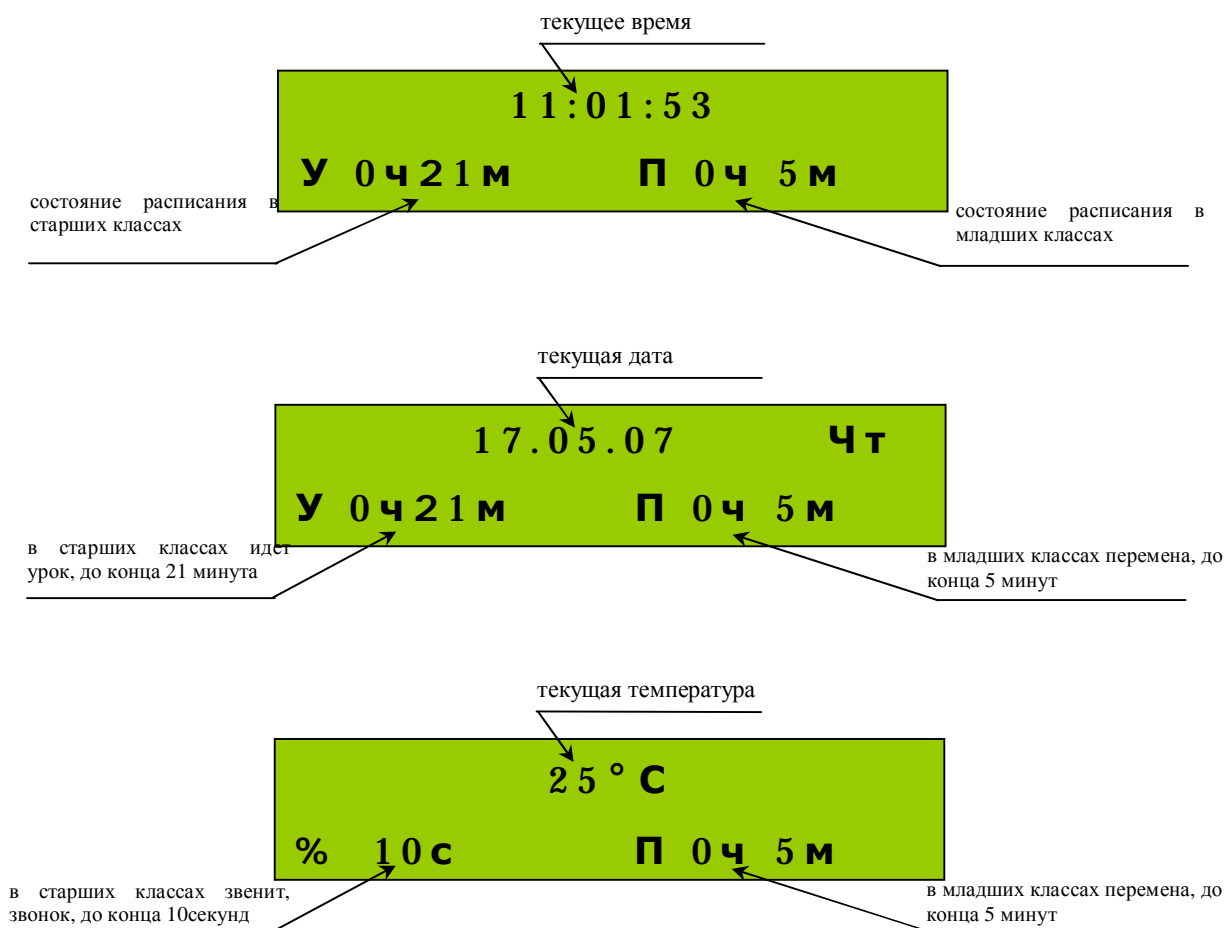 текущее время
11:01:53
У 0ч21м П 0ч 5м
состояние расписания в
старших классах
состояние расписания в
младших классах
текущая дата
17.05.07 Чт
У 0ч21м П 0ч 5м
в старших классах идет
урок, до конца 21 минута
в младших классах перемена, до
конца 5 минут
текущая температура
25°С
% 10с П 0ч 5м
в старших классах звенит,
звонок, до конца 10секунд
в младших классах перемена, до
конца 5 минут